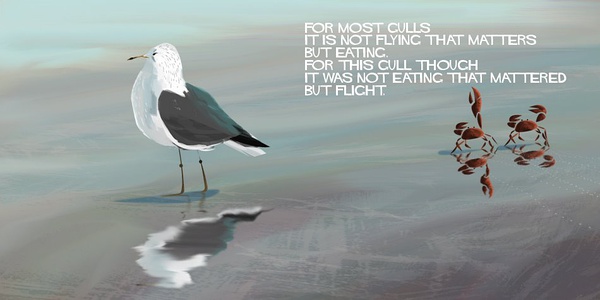 FOR MOST GULLS
IT IS NOT FLYING THAT MATTERS
BUT EATING.
FOR THIS GULL THOUGH
IT WAS NOT EATING THAT MATTERED
BUT FLIGHT.